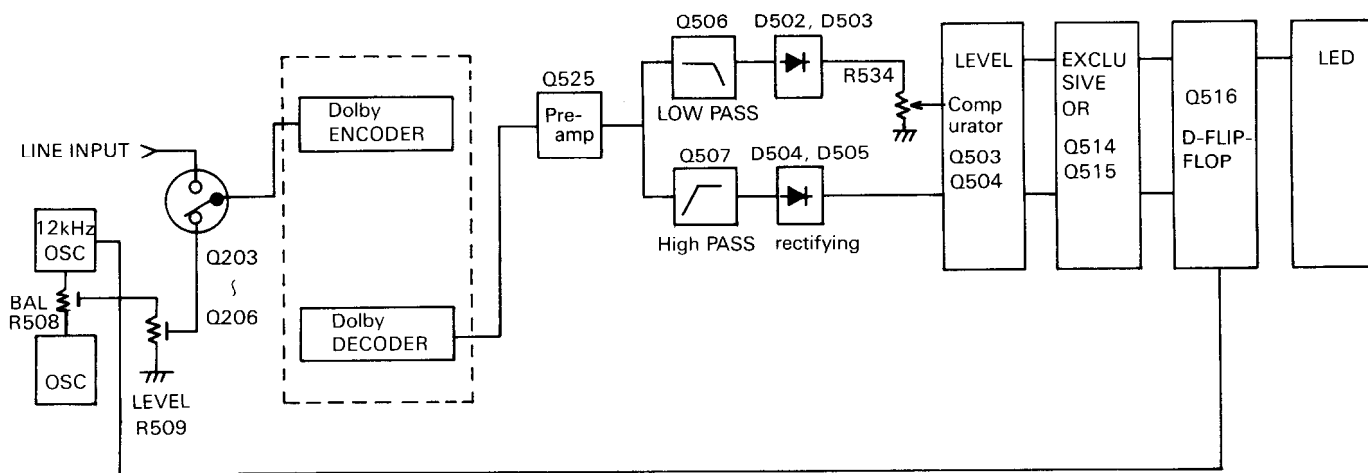 LINE INPUT
12kHz
OSC
BAL
R508
OSC
LEVEL
R509
Q203
~
Q206
Dolby
ENCODER
Dolby
DECODER
Q525
Pre-
amp
Q506
LOW PASS
D502, D503
R534
Q507
High PASS
D504, D505
rectifying
LEVEL
Comp
urator
Q503
Q504
EXCLU
SIVE
OR
Q514
Q515
Q516
D-FLIP-
FLOP
LED